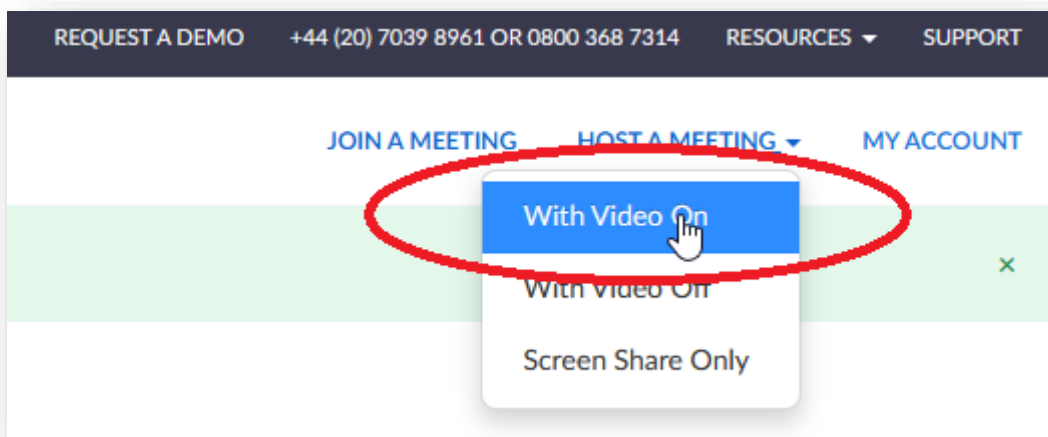 REQUEST A DEMO +44 (20) 7039 8961 OR 0800 368 7314 RESOURCES SUPPORT
JOIN A MEETING HOST A MEETING MY ACCOUNT
With Video On
With Video Off
Screen Share Only